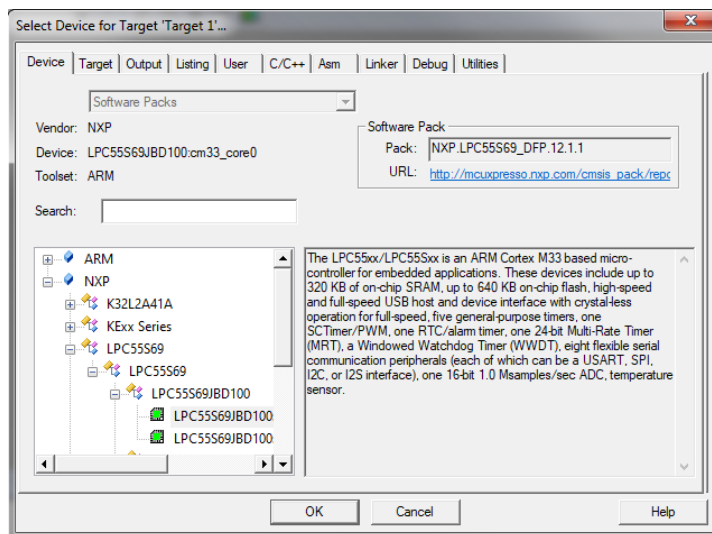 Select Device for Target 'Target 1'...
Device Target Output Listing User C/C++ Asm Linker Debug Utilities
Software Packs
Vendor: NXP
Device: LPC55S69JBD100:cm33_core0
Toolset: ARM
Search:
Software Pack
Pack: NXP.LPC55S69_DFP.12.1.1
URL: http://mcuxpresso.nxp.com/cmsis_pack/repo
ARM
NXP
K32L2A41A
KExx Series
LPC55S69
LPC55S69
LPC55S69JBD100
LPC55S69JBD100:
LPC55S69JBD100:
The LPC55xx/LPC55Sxx is an ARM Cortex M33 based micro-
controller for embedded applications. These devices include up to
320 KB of on-chip SRAM, up to 640 KB on-chip flash, high-speed
and full-speed USB host and device interface with crystal-less
operation for full-speed, five general-purpose timers, one
SCTimer/PWM, one RTC/alarm timer, one 24-bit Multi-Rate Timer
(MRT), a Windowed Watchdog Timer (WWDT), eight flexible serial
communication peripherals (each of which can be a USART, SPI,
I2C, or I2S interface), one 16-bit 1.0 Msamples/sec ADC, temperature
sensor.
OK Cancel Help